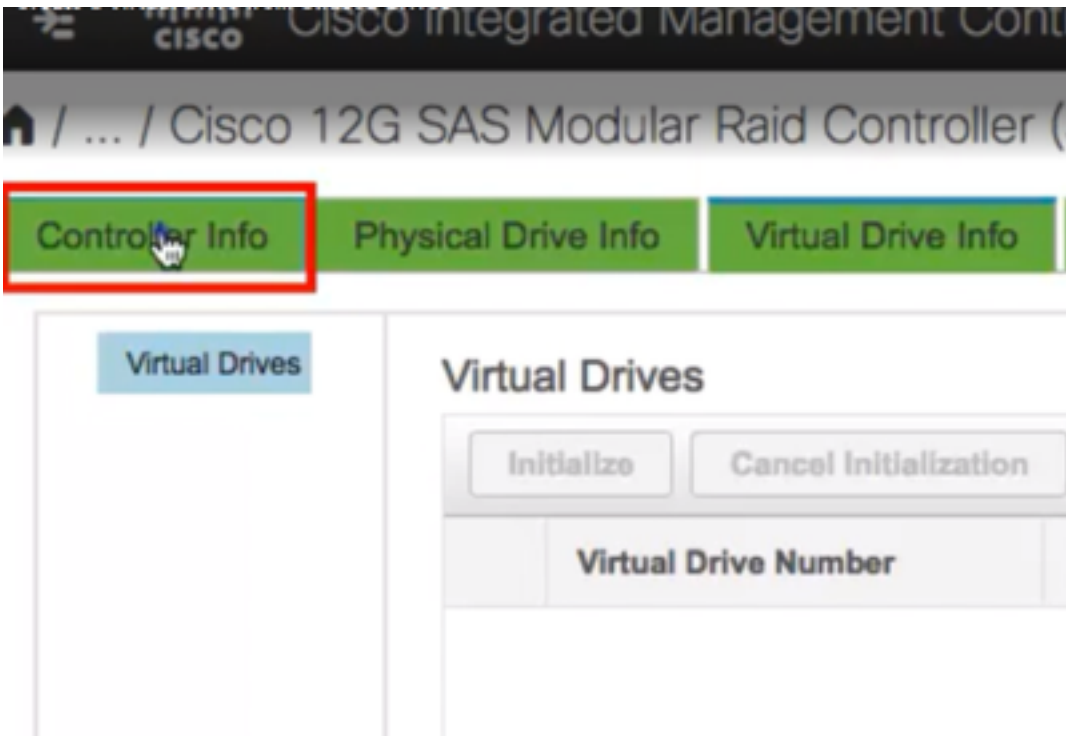 CISCO Cisco Integrated Management
/ ... / Cisco 12G SAS Modular Raid Controller (
Controller Info Physical Drive Info Virtual Drive Info
Virtual Drives
Virtual Drives
Initialize Cancel Initialization
Virtual Drive Number